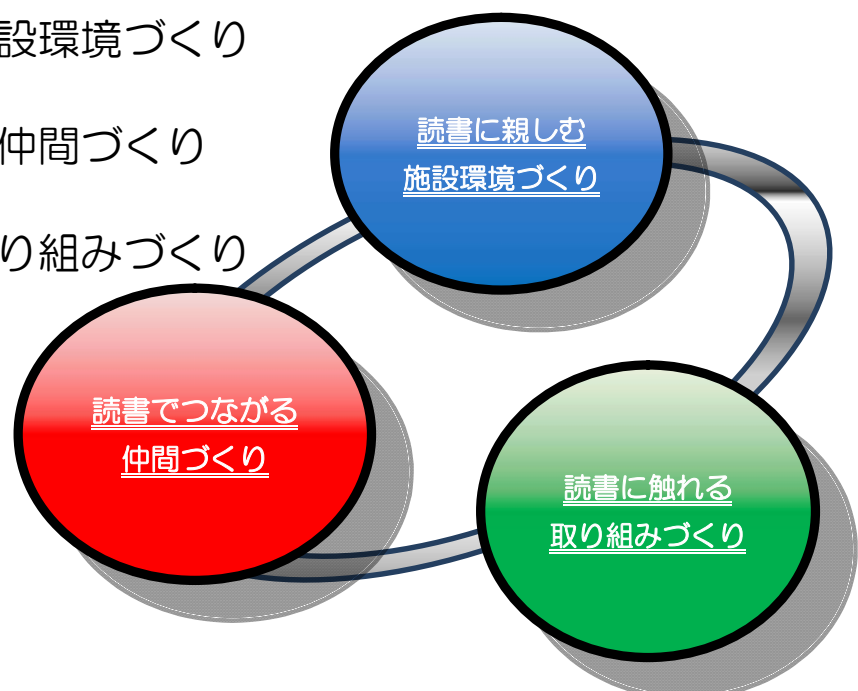 設環境づくり
仲間づくり
り組みづくり
読書に親しむ
施設環境づくり
読書でつながる
仲間づくり
読書に触れる
取り組みづくり